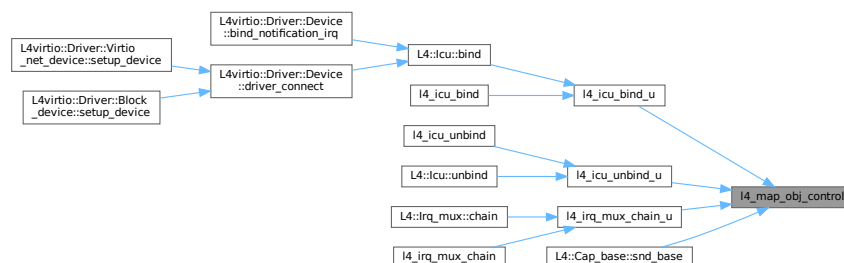 L4virtio::Driver::Virtio
_net_device::setup_device
L4virtio::Driver::Block
_device::setup_device
L4virtio::Driver::Device
::bind_notification_irq
L4virtio::Driver::Device
::driver_connect
L4::Icu::bind
l4_icu_bind
l4_icu_unbind
L4::Icu::unbind
L4::Irq_mux::chain
l4_irq_mux_chain
l4_icu_bind_u
l4_icu_unbind_u
l4_irq_mux_chain_u
L4::Cap_base::snd_base
l4_map_obj_control